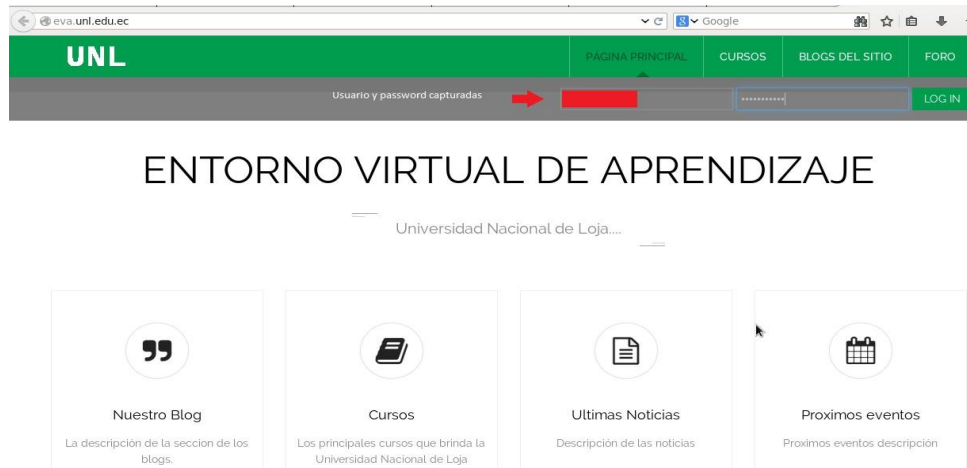 eva.unl.edu.ec
Google
UNL
PÁGINA PRINCIPAL
CURSOS
BLOGS DEL SITIO
FORO
Usuario y password capturadas
LOG IN
ENTORNO VIRTUAL DE APRENDIZAJE
Universidad Nacional de Loja....
Nuestro Blog
La descripción de la seccion de los
blogs.
Cursos
Los principales cursos que brinda la
Universidad Nacional de Loja
Ultimas Noticias
Descripción de las noticias
Proximos eventos
Proximos eventos descripción